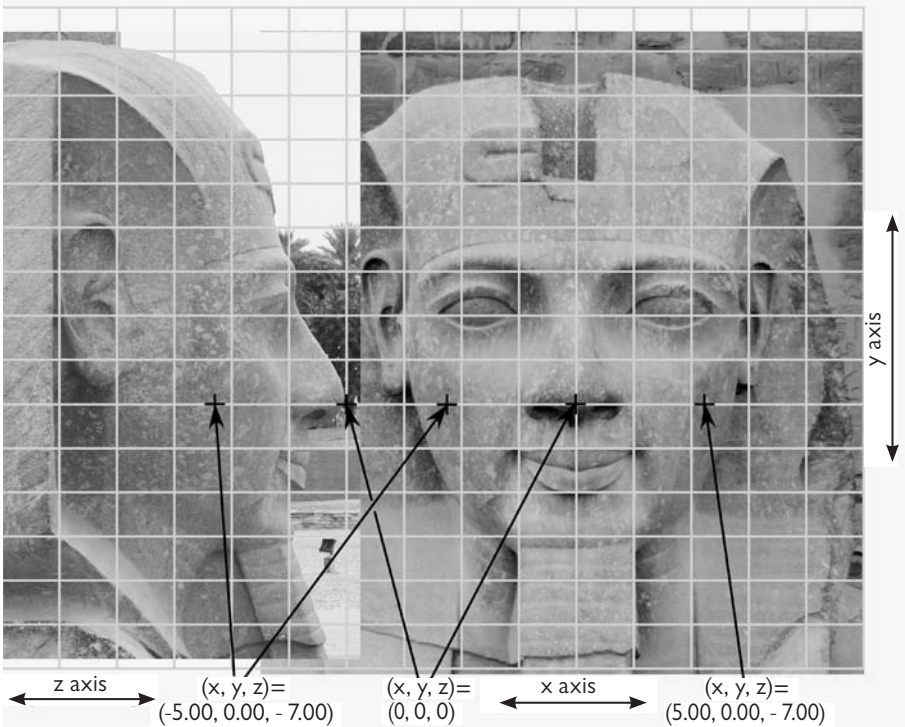 y axis
z axis
(x, y, z)=
(-5.00, 0.00, - 7.00)
(x, y, z)=
(0, 0, 0)
x axis
(x, y, z)=
(5.00, 0.00, - 7.00)